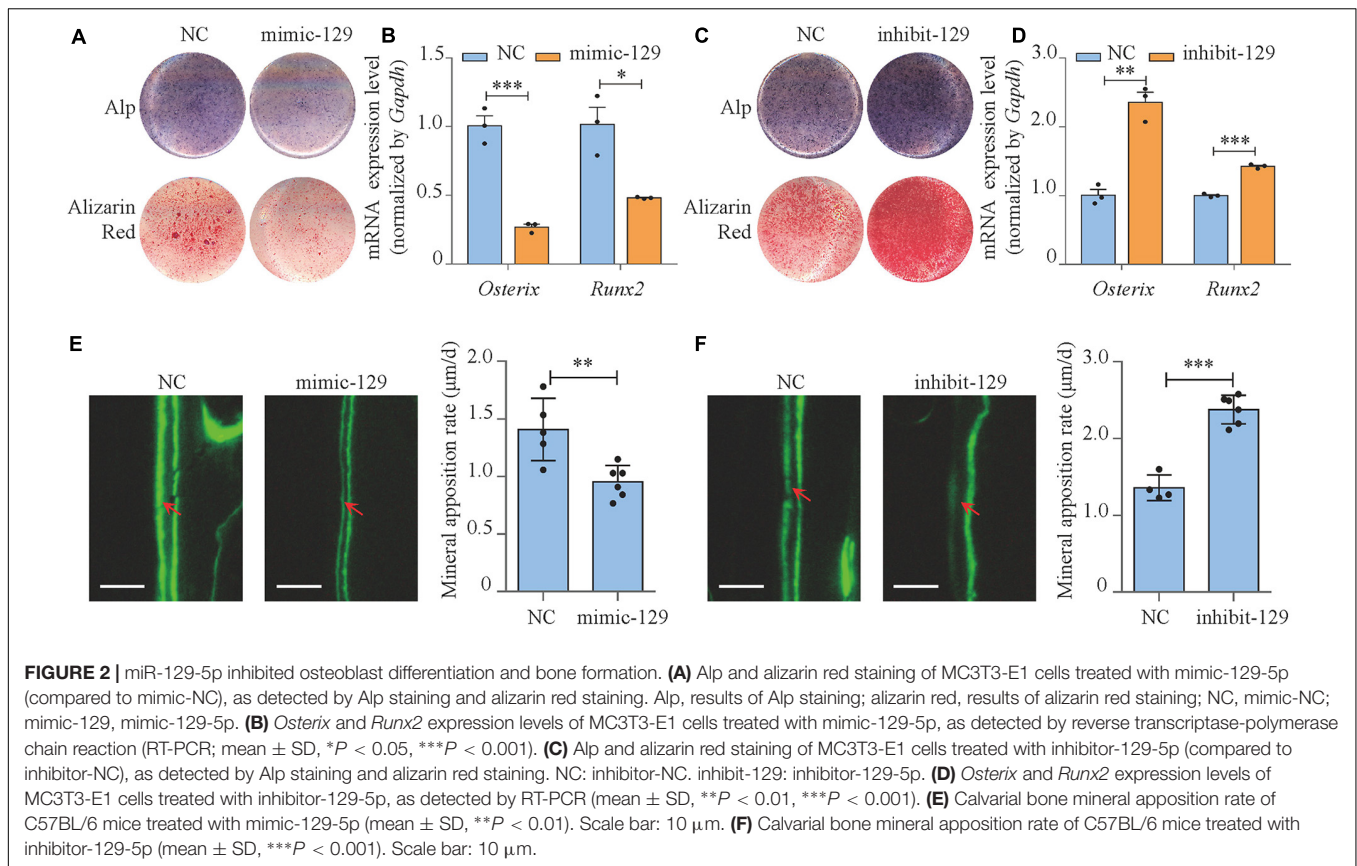 A
NC mimic-129
Alp
Alizarin
Red
B
NC mimic-129
mRNA expression level
(normalized by Gapdh)
1.5
1.0
0.5
0
***
*
Osterix Runx2
C
NC inhibit-129
Alp
Alizarin
Red
D
NC inhibit-129
mRNA expression level
(normalized by Gapdh)
3.0
2.0
1.0
0
**
***
Osterix Runx2
E
NC mimic-129
Mineral apposition rate (μm/d)
2.0
1.5
1.0
0.5
0
**
NC mimic-129
F
NC inhibit-129
Mineral apposition rate (μm/d)
3.0
2.0
1.0
0
***
NC inhibit-129
FIGURE 2 | miR-129-5p inhibited osteoblast differentiation and bone formation. (A) Alp and alizarin red staining of MC3T3-E1 cells treated with mimic-129-5p
(compared to mimic-NC), as detected by Alp staining and alizarin red staining. Alp, results of Alp staining; alizarin red, results of alizarin red staining; NC, mimic-NC;
mimic-129, mimic-129-5p. (B) Osterix and Runx2 expression levels of MC3T3-E1 cells treated with mimic-129-5p, as detected by reverse transcriptase-polymerase
chain reaction (RT-PCR; mean ± SD, *P < 0.05, ***P < 0.001). (C) Alp and alizarin red staining of MC3T3-E1 cells treated with inhibitor-129-5p (compared to
inhibitor-NC), as detected by Alp staining and alizarin red staining. NC: inhibitor-NC. inhibit-129: inhibitor-129-5p. (D) Osterix and Runx2 expression levels of
MC3T3-E1 cells treated with inhibitor-129-5p, as detected by RT-PCR (mean ± SD, **P < 0.01, ***P < 0.001). (E) Calvarial bone mineral apposition rate of
C57BL/6 mice treated with mimic-129-5p (mean ± SD, **P < 0.01). Scale bar: 10 μm. (F) Calvarial bone mineral apposition rate of C57BL/6 mice treated with
inhibitor-129-5p (mean ± SD, ***P < 0.001). Scale bar: 10 μm.